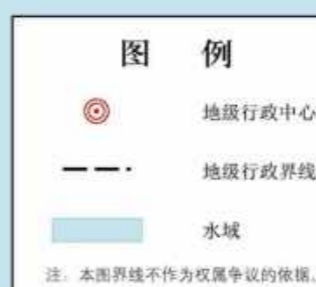 图 例
地级行政中心
地级行政界线
水域
注：本图界线不作为权属争议的依据。